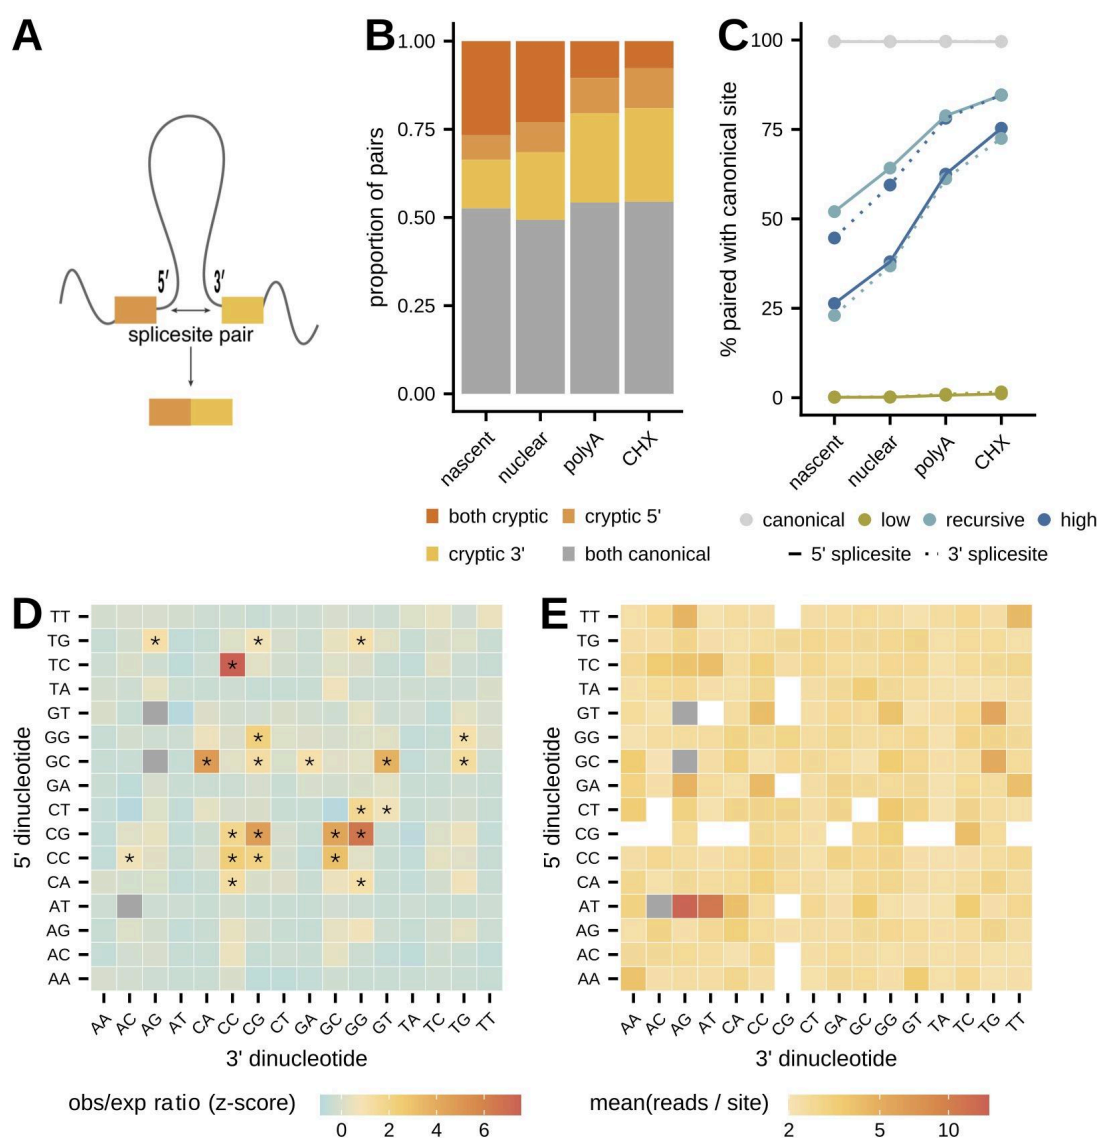 A
5′ 3′
splicesite pair
B
proportion of pairs
1.00
0.75
0.50
0.25
0.00
nascent nuclear polyA CHX
both cryptic cryptic 5'
cryptic 3' both canonical
C
% paired with canonical site
100
75
50
25
0
nascent nuclear polyA CHX
canonical low recursive high
5' splicesite 3' splicesite
D
5' dinucleotide
TT
TG
* * *
TC
*
TA
GT
GG
* *
GC
* * * * *
GA
CT
* *
CG
* * * *
CC
* * * *
CA
* *
AT
AG
AC
AA
AA AC AG AT CA CC CG CT GA GC GG GT TA TC TG TT
3' dinucleotide
obs/exp ratio (z-score)
0 2 4 6
E
5' dinucleotide
TT
TG
TC
TA
GT
GG
GC
GA
CT
CG
CC
CA
AT
AG
AC
AA
AA AC AG AT CA CC CG CT GA GC GG GT TA TC TG TT
3' dinucleotide
mean(reads / site)
2 5 10